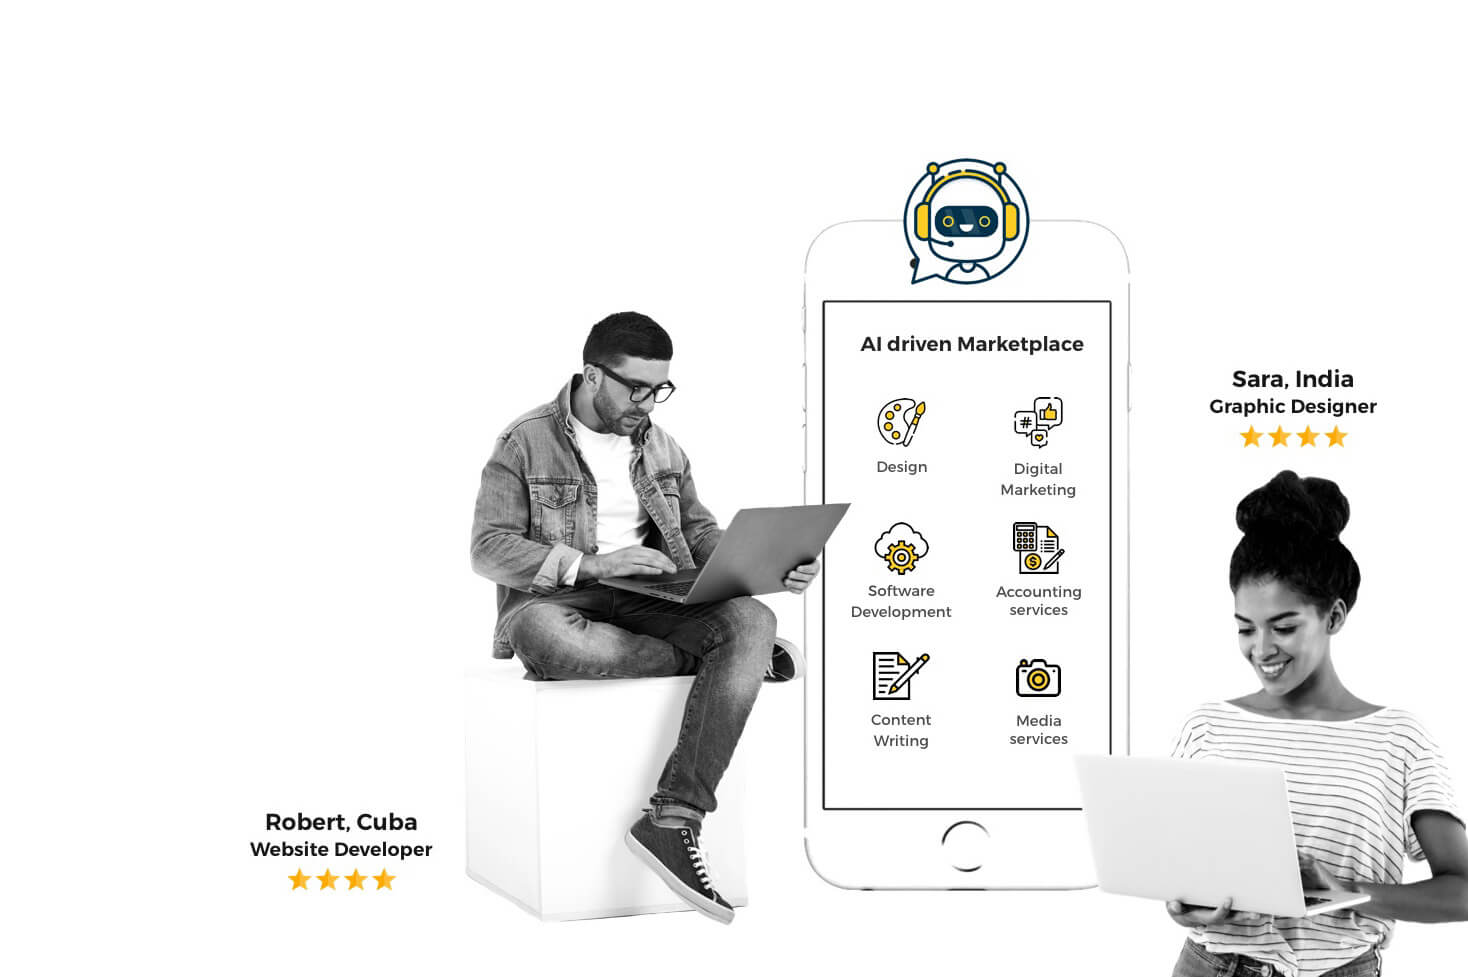 AI driven Marketplace
Design
Digital
Marketing
Software
Development
Accounting
services
Content
Writing
Media
services
Sara, India
Graphic Designer
Robert, Cuba
Website Developer